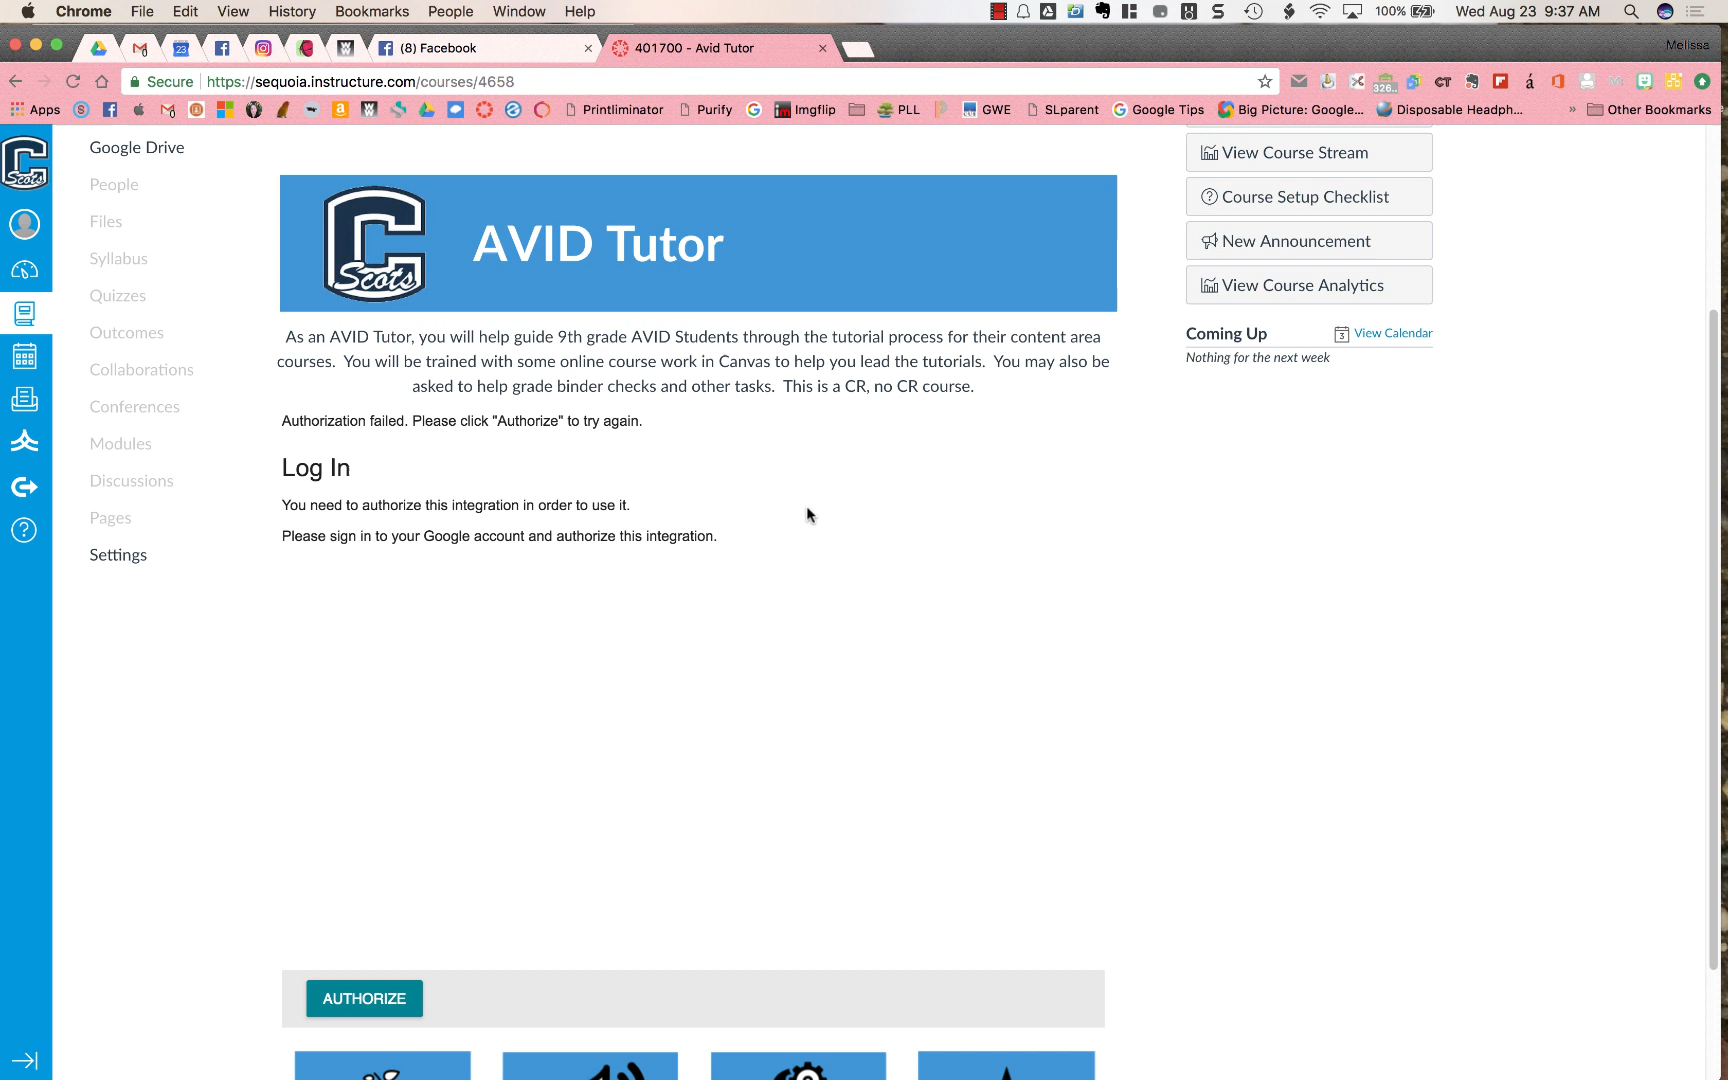 Chrome File Edit View History Bookmarks People Window Help 100% Wed Aug 23 9:37 AM
23 (8) Facebook 401700 - Avid Tutor Melissa
Secure https://sequoia.instructure.com/courses/4658
Apps Printliminator Purify Imgflip PLL GWE SLparent Google Tips Big Picture: Google... Disposable Headph... » Other Bookmarks
Google Drive
People
Files
Syllabus
Quizzes
Outcomes
Collaborations
Conferences
Modules
Discussions
Pages
Settings
C Scots
C Scots
AVID Tutor
As an AVID Tutor, you will help guide 9th grade AVID Students through the tutorial process for their content area
courses. You will be trained with some online course work in Canvas to help you lead the tutorials. You may also be
asked to help grade binder checks and other tasks. This is a CR, no CR course.
Authorization failed. Please click "Authorize" to try again.
Log In
You need to authorize this integration in order to use it.
Please sign in to your Google account and authorize this integration.
AUTHORIZE
View Course Stream
Course Setup Checklist
New Announcement
View Course Analytics
Coming Up 3 View Calendar
Nothing for the next week